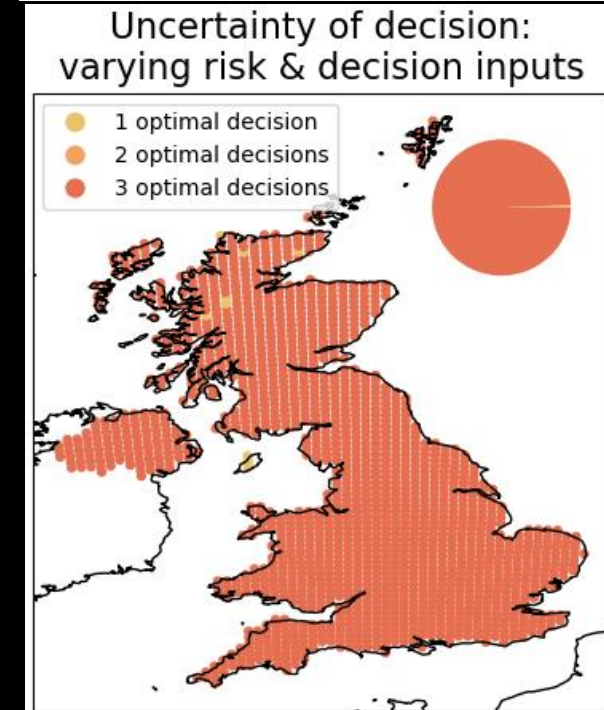 Uncertainty of decision:
varying risk & decision inputs
1 optimal decision
2 optimal decisions
3 optimal decisions